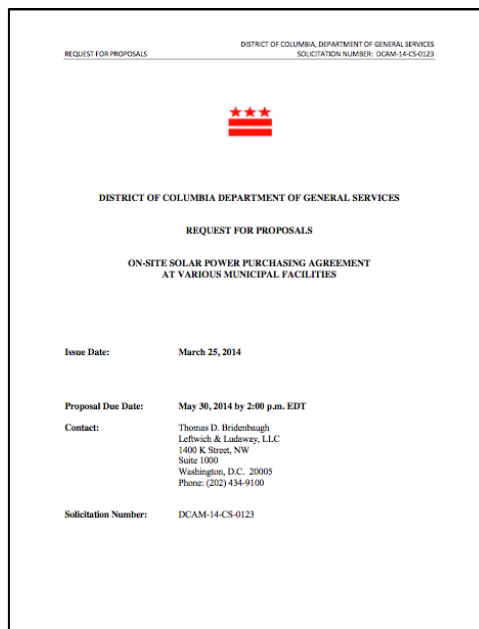 DISTRICT OF COLUMBIA, DEPARTMENT OF GENERAL SERVICES
REQUEST FOR PROPOSALS SOLICITATION NUMBER: DCAM-14-CS-0123
DISTRICT OF COLUMBIA DEPARTMENT OF GENERAL SERVICES
REQUEST FOR PROPOSALS
ON-SITE SOLAR POWER PURCHASING AGREEMENT
AT VARIOUS MUNICIPAL FACILITIES
Issue Date: March 25, 2014
Proposal Due Date: May 30, 2014 by 2:00 p.m. EDT
Contact: Thomas D. Bridenbaugh
Leftwich & Ludaway, LLC
1400 K Street, NW
Suite 1000
Washington, D.C. 20005
Phone: (202) 434-9100
Solicitation Number: DCAM-14-CS-0123